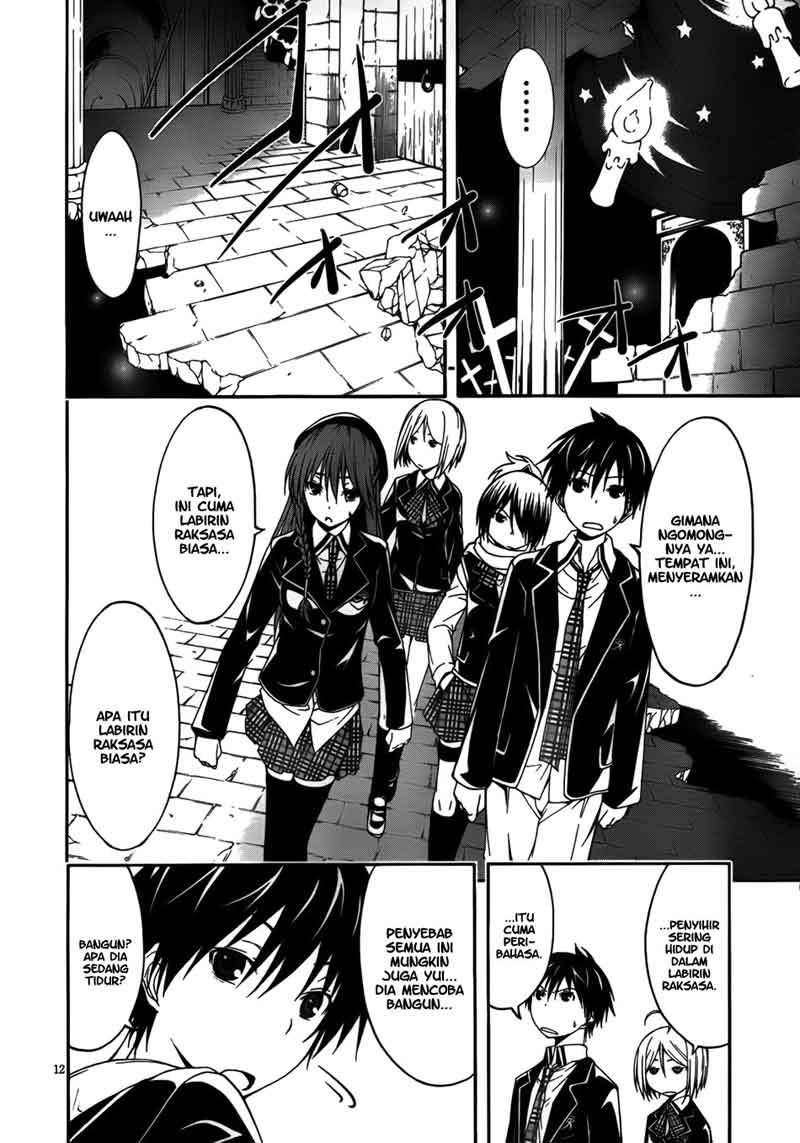 ......
UWAAH
...
GIMANA
NGOMONG-
NYA YA...
TEMPAT INI,
MENYERAMKAN
...
TAPI,
INI CUMA
LABIRIN
RAKSASA
BIASA...
APA ITU
LABIRIN
RAKSASA
BIASA?
...PENYIHIR
SERING
HIDUP DI
DALAM
LABIRIN
RAKSASA.
...ITU
CUMA
PERI-
BAHASA.
PENYEBAB
SEMUA INI
MUNGKIN
JUGA YUI...
DIA MENCOBA
BANGUN...
BANGUN?
APA DIA
SEDANG
TIDUR?
12